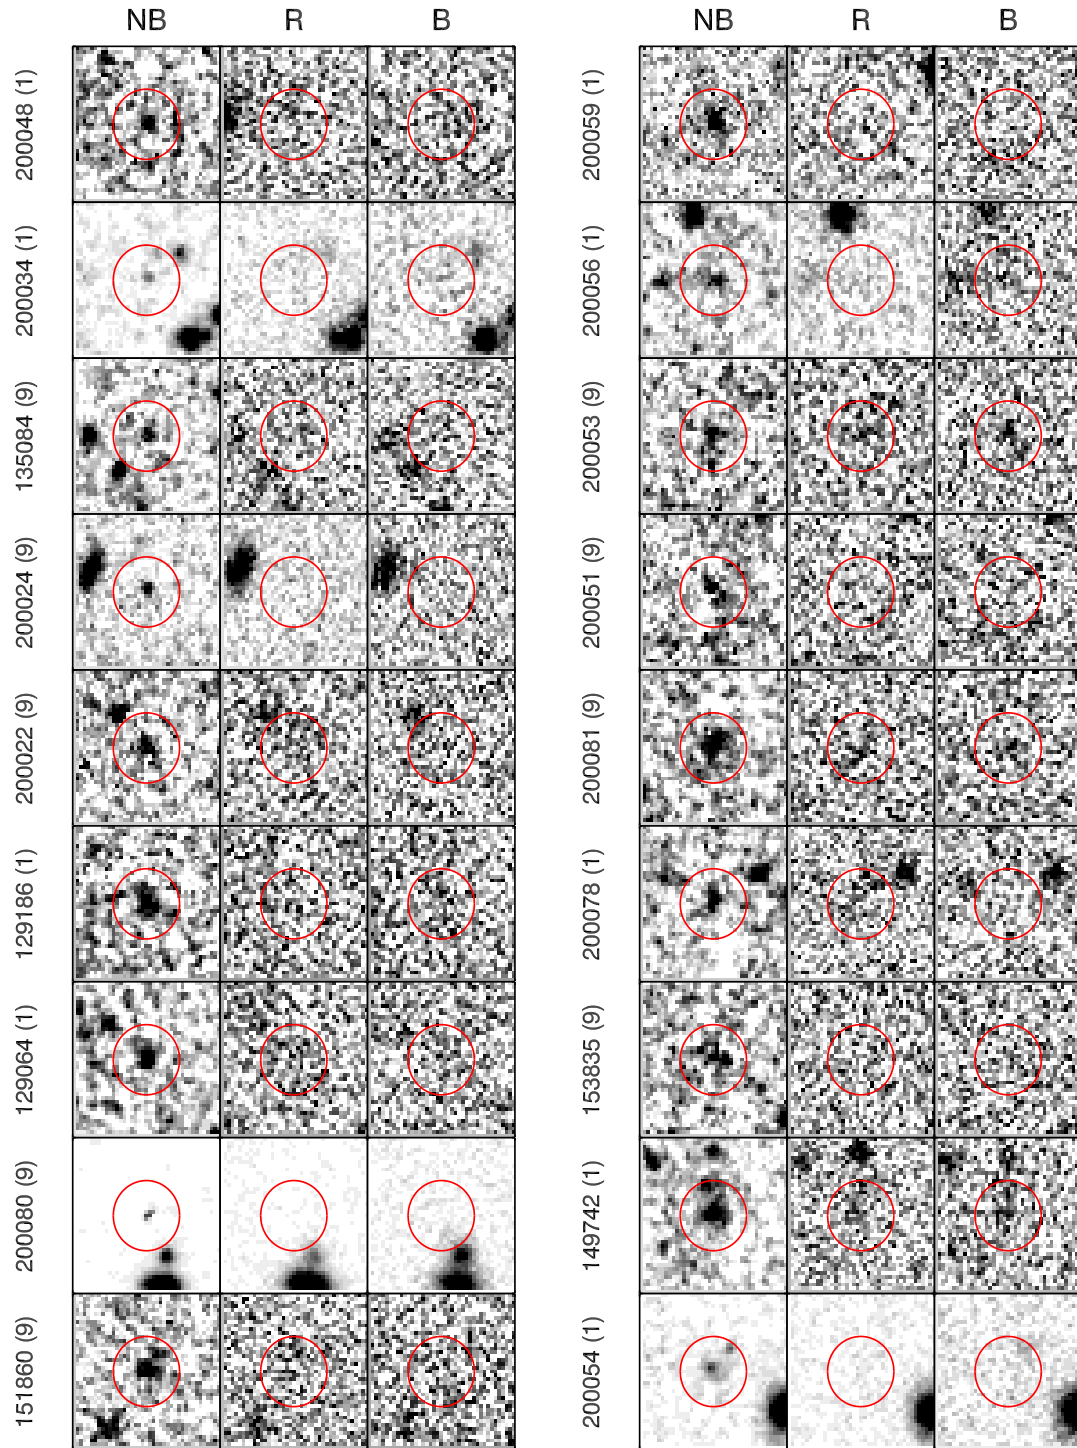 NB R B NB R B
200048 (1) 200059 (1)
200034 (1) 200056 (1)
135084 (9) 200053 (9)
200024 (9) 200051 (9)
200022 (9) 200081 (9)
129186 (1) 200078 (1)
129064 (1) 153835 (9)
200080 (9) 149742 (1)
151860 (9) 200054 (1)